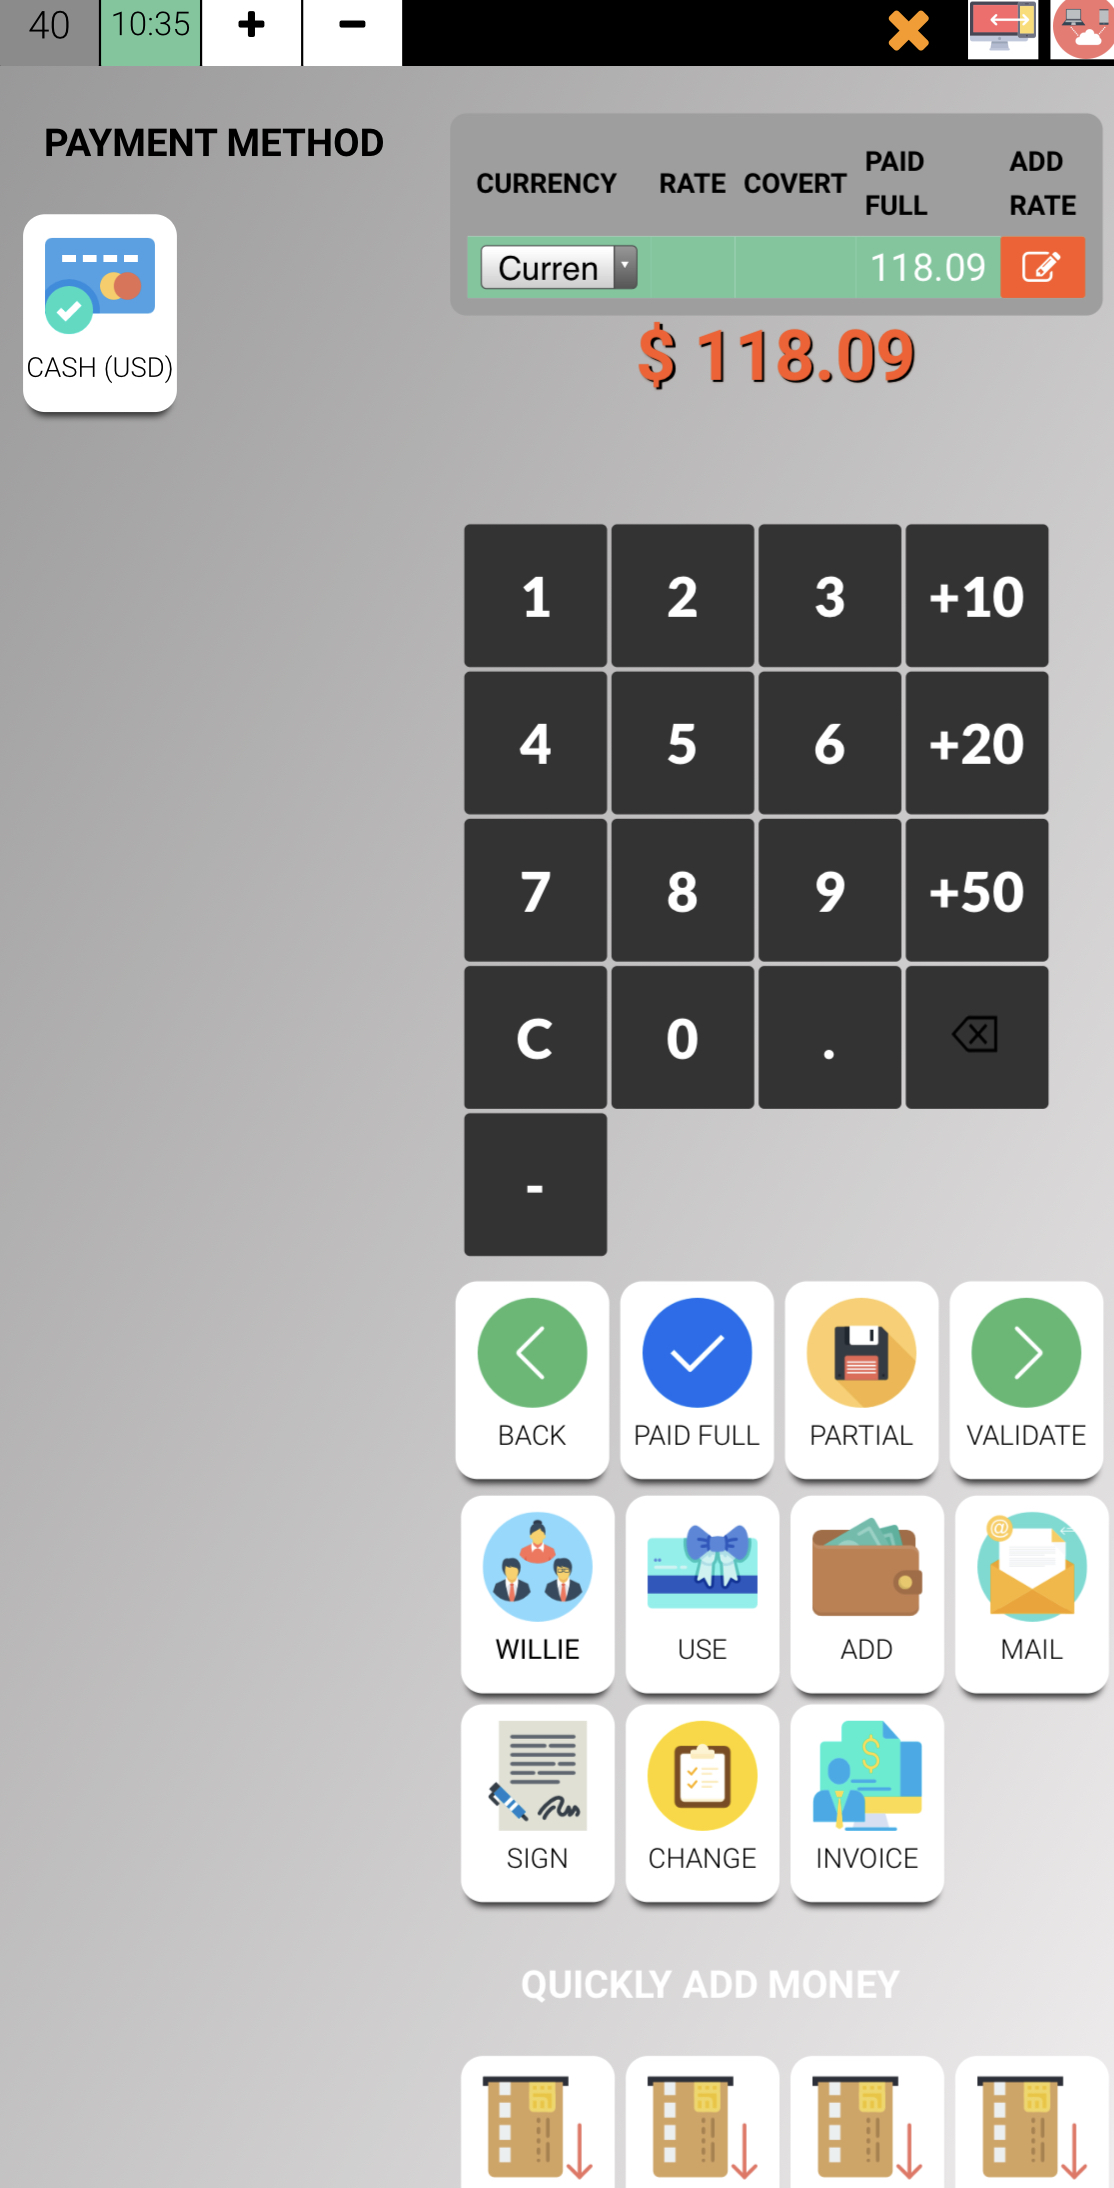 40 10:35 + -
PAYMENT METHOD
CURRENCY RATE COVERT PAID FULL ADD RATE
Curren 118.09
CASH (USD)
$ 118.09
1 2 3 +10
4 5 6 +20
7 8 9 +50
C 0 .
-
BACK PAID FULL PARTIAL VALIDATE
WILLIE USE ADD MAIL
SIGN CHANGE INVOICE
QUICKLY ADD MONEY